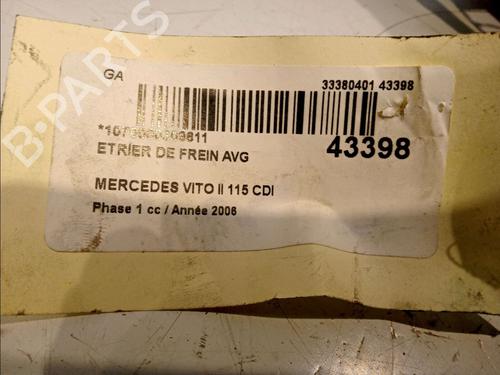 GA
33380401 43398
ETRIER DE FREIN AVG
43398
MERCEDES VITO II 115 CDI
Phase 1 cc / Année 2006
B-PARTS